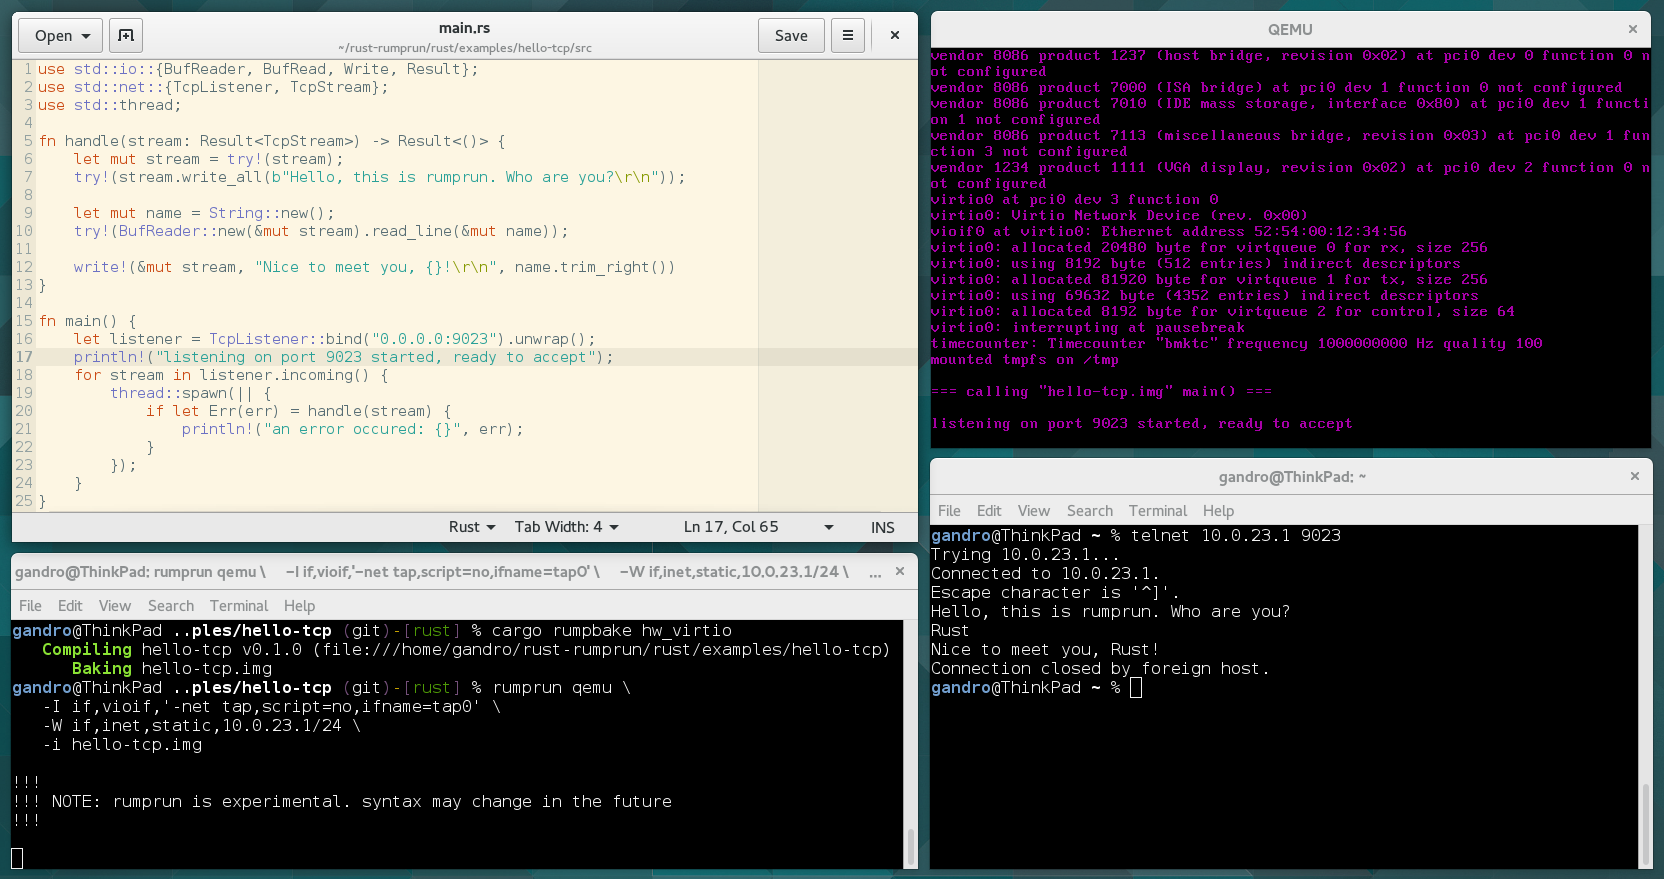 Open
main.rs
~/rust-rumprun/rust/examples/hello-tcp/src
Save
1 use std::io::{BufReader, BufRead, Write, Result};
2 use std::net::{TcpListener, TcpStream};
3 use std::thread;
4
5 fn handle(stream: Result<TcpStream>) -> Result<()> {
6     let mut stream = try!(stream);
7     try!(stream.write_all(b"Hello, this is rumprun. Who are you?\r\n"));
8
9     let mut name = String::new();
10     try!(BufReader::new(&mut stream).read_line(&mut name));
11
12     write!(&mut stream, "Nice to meet you, {}!\r\n", name.trim_right())
13 }
14
15 fn main() {
16     let listener = TcpListener::bind("0.0.0.0:9023").unwrap();
17     println!("listening on port 9023 started, ready to accept");
18     for stream in listener.incoming() {
19         thread::spawn(|| {
20             if let Err(err) = handle(stream) {
21                 println!("an error occured: {}", err);
22             }
23         });
24     }
25 }
Rust Tab Width: 4 Ln 17, Col 65 INS
QEMU
vendor 8086 product 1237 (host bridge, revision 0x02) at pci0 dev 0 function 0 n
ot configured
vendor 8086 product 7000 (ISA bridge) at pci0 dev 1 function 0 not configured
vendor 8086 product 7010 (IDE mass storage, interface 0x80) at pci0 dev 1 functi
on 1 not configured
vendor 8086 product 7113 (miscellaneous bridge, revision 0x03) at pci0 dev 1 fun
ction 3 not configured
vendor 1234 product 1111 (VGA display, revision 0x02) at pci0 dev 2 function 0 n
ot configured
virtio0 at pci0 dev 3 function 0
virtio0: Virtio Network Device (rev. 0x00)
vioif0 at virtio0: Ethernet address 52:54:00:12:34:56
virtio0: allocated 20480 byte for virtqueue 0 for rx, size 256
virtio0: using 8192 byte (512 entries) indirect descriptors
virtio0: allocated 81920 byte for virtqueue 1 for tx, size 256
virtio0: using 69632 byte (4352 entries) indirect descriptors
virtio0: allocated 8192 byte for virtqueue 2 for control, size 64
virtio0: interrupting at pausebreak
timecounter: Timecounter "bmktc" frequency 1000000000 Hz quality 100
mounted tmpfs on /tmp
=== calling "hello-tcp.img" main() ===
listening on port 9023 started, ready to accept
gandro@ThinkPad: rumprun qemu \ -I if,vioif,'-net tap,script=no,ifname=tap0' \ -W if,inet,static,10.0.23.1/24 \ ...
File Edit View Search Terminal Help
gandro@ThinkPad ..ples/hello-tcp (git)-[rust] % cargo rumpbake hw_virtio
   Compiling hello-tcp v0.1.0 (file:///home/gandro/rust-rumprun/rust/examples/hello-tcp)
      Baking hello-tcp.img
gandro@ThinkPad ..ples/hello-tcp (git)-[rust] % rumprun qemu \
   -I if,vioif,'-net tap,script=no,ifname=tap0' \
   -W if,inet,static,10.0.23.1/24 \
   -i hello-tcp.img
!!!
!!! NOTE: rumprun is experimental. syntax may change in the future
!!!
gandro@ThinkPad: ~
File Edit View Search Terminal Help
gandro@ThinkPad ~ % telnet 10.0.23.1 9023
Trying 10.0.23.1...
Connected to 10.0.23.1.
Escape character is '^]'.
Hello, this is rumprun. Who are you?
Rust
Nice to meet you, Rust!
Connection closed by foreign host.
gandro@ThinkPad ~ %